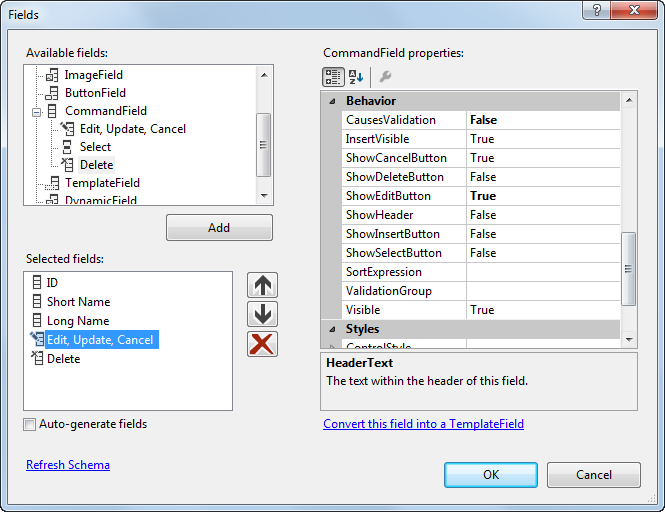 Fields
Available fields:
ImageField
ButtonField
CommandField
Edit, Update, Cancel
Select
Delete
TemplateField
DynamicField
Add
Selected fields:
ID
Short Name
Long Name
Edit, Update, Cancel
Delete
Auto-generate fields
Refresh Schema
CommandField properties:
Behavior
CausesValidation False
InsertVisible True
ShowCancelButton True
ShowDeleteButton False
ShowEditButton True
ShowHeader False
ShowInsertButton False
ShowSelectButton False
SortExpression
ValidationGroup
Visible True
Styles
ControlStyle
HeaderText
The text within the header of this field.
Convert this field into a TemplateField
OK
Cancel